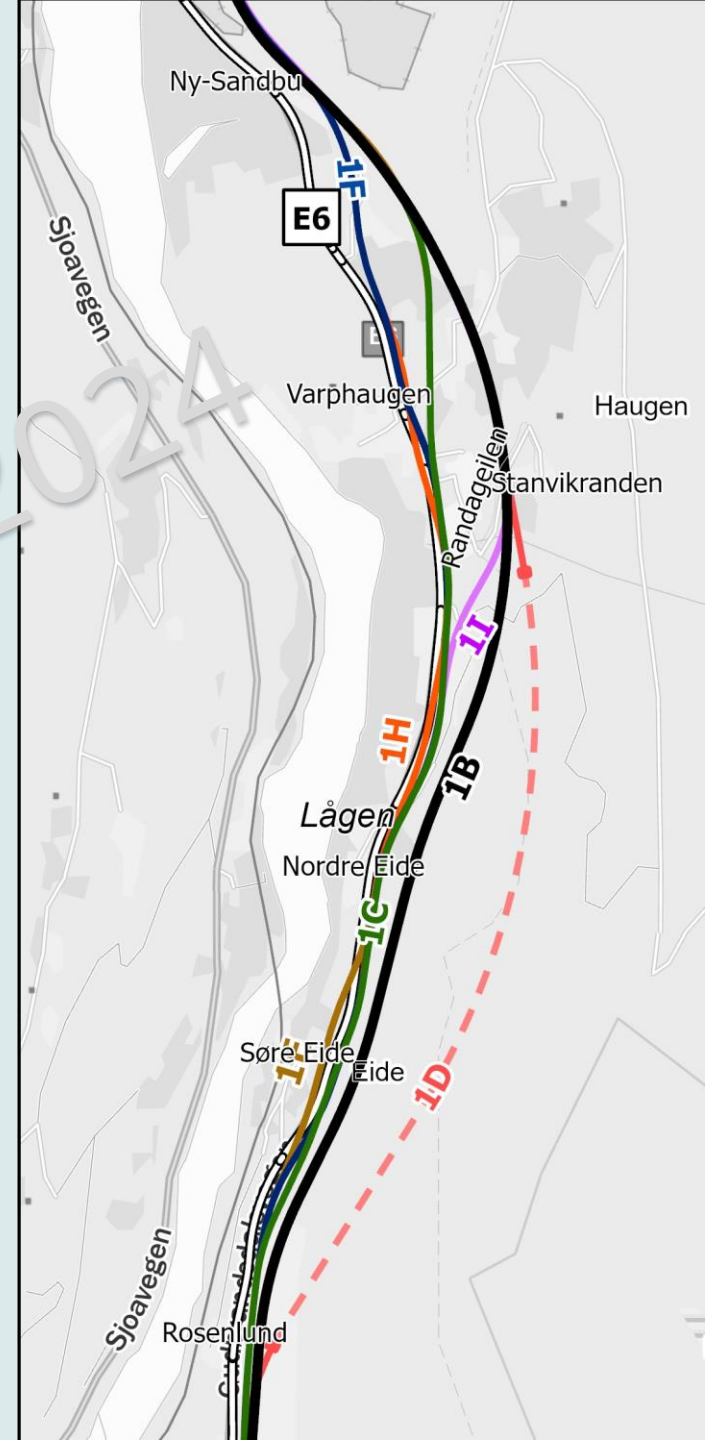 Ny-Sandbu
1F
E6
Sjoavegen
2024
Varphaugen
Haugen
Randageilen
Stanvikranden
1I
1H
1B
Lågen
Nordre Eide
1C
Søre Eide
Eide
1D
Sjoavegen
Rosenlund